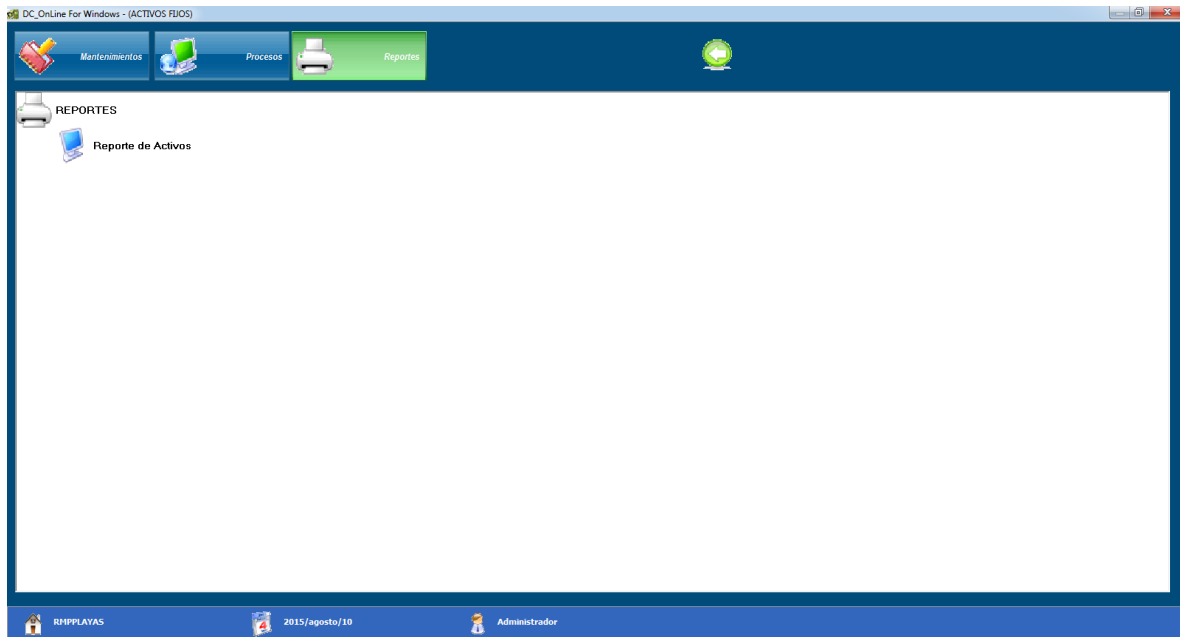 DC_OnLine For Windows - (ACTIVOS FIJOS)
Mantenimientos
Procesos
Reportes
REPORTES
Reporte de Activos
RMPPLAYAS
2015/agosto/10
Administrador